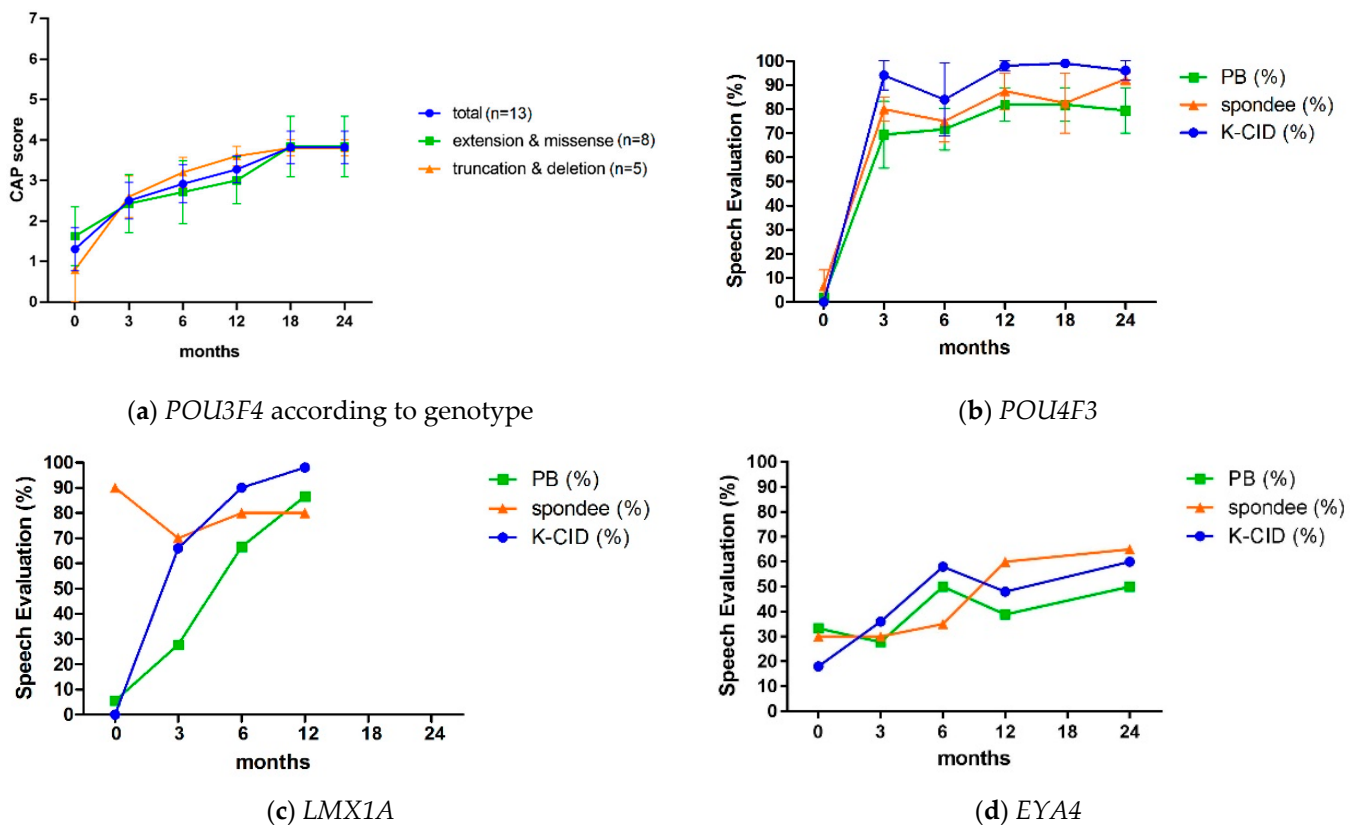 7
6
5
4
3
2
1
0
CAP score
0 3 6 12 18 24
months
total (n=13)
extension & missense (n=8)
truncation & deletion (n=5)
(a) POU3F4 according to genotype
100
90
80
70
60
50
40
30
20
10
0
Speech Evaluation (%)
0 3 6 12 18 24
months
PB (%)
spondee (%)
K-CID (%)
(b) POU4F3
100
90
80
70
60
50
40
30
20
10
0
Speech Evaluation (%)
0 3 6 12 18 24
months
PB (%)
spondee (%)
K-CID (%)
(c) LMX1A
100
90
80
70
60
50
40
30
20
10
0
Speech Evaluation (%)
0 3 6 12 18 24
months
PB (%)
spondee (%)
K-CID (%)
(d) EYA4